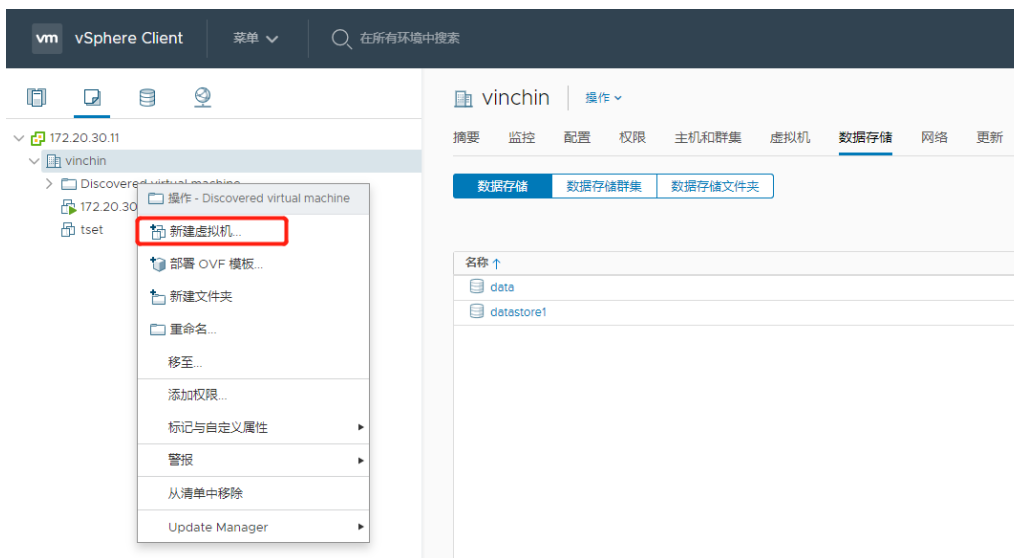 vm vSphere Client 菜单 在所有环境中搜索
172.20.30.11
vinchin
Discovered virtual machine
172.20.30
tset
操作 - Discovered virtual machine
新建虚拟机...
部署 OVF 模板...
新建文件夹
重命名...
移至...
添加权限...
标记与自定义属性
警报
从清单中移除
Update Manager
vinchin 操作
摘要 监控 配置 权限 主机和群集 虚拟机 数据存储 网络 更新
数据存储 数据存储群集 数据存储文件夹
名称 ↑
data
datastore1